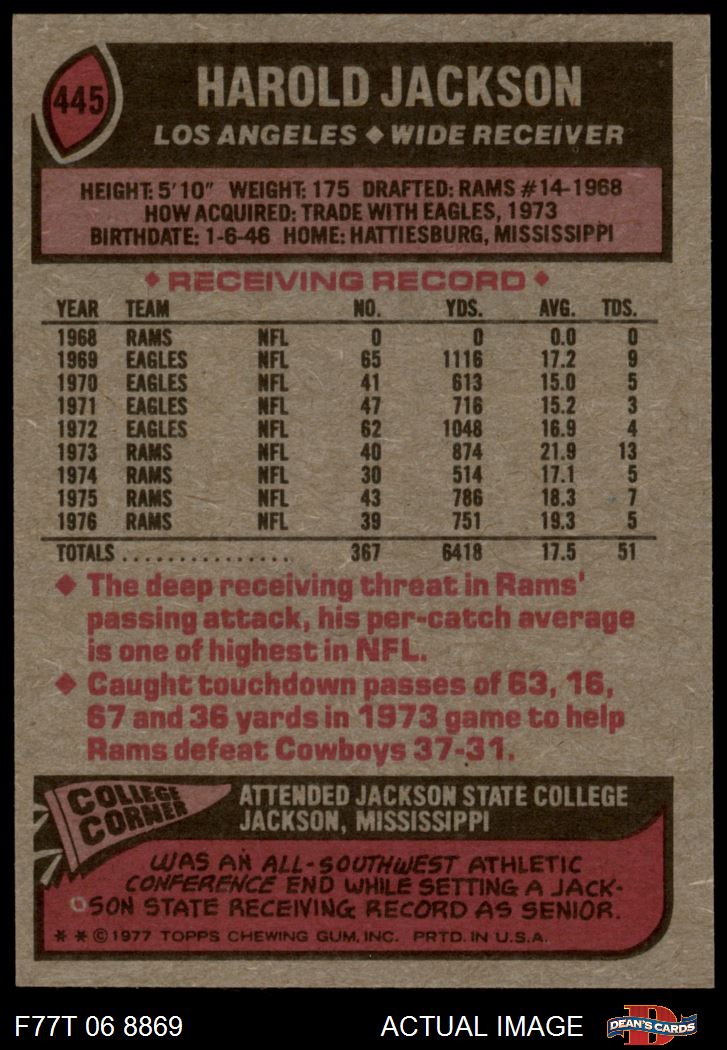 445
HAROLD JACKSON
LOS ANGELES ◆ WIDE RECEIVER
HEIGHT: 5'10" WEIGHT: 175 DRAFTED: RAMS #14-1968
HOW ACQUIRED: TRADE WITH EAGLES, 1973
BIRTHDATE: 1-6-46 HOME: HATTIESBURG, MISSISSIPPI
◆ RECEIVING RECORD ◆
YEAR TEAM NO. YDS. AVG. TDS.
1968 RAMS NFL 0 0 0.0 0
1969 EAGLES NFL 65 1116 17.2 9
1970 EAGLES NFL 41 613 15.0 5
1971 EAGLES NFL 47 716 15.2 3
1972 EAGLES NFL 62 1048 16.9 4
1973 RAMS NFL 40 874 21.9 13
1974 RAMS NFL 30 514 17.1 5
1975 RAMS NFL 43 786 18.3 7
1976 RAMS NFL 39 751 19.3 5
TOTALS ................ 367 6418 17.5 51
◆ The deep receiving threat in Rams'
passing attack, his per-catch average
is one of highest in NFL.
◆ Caught touchdown passes of 63, 16,
67 and 36 yards in 1973 game to help
Rams defeat Cowboys 37-31.
COLLEGE
CORNER
ATTENDED JACKSON STATE COLLEGE
JACKSON, MISSISSIPPI
WAS AN ALL-SOUTHWEST ATHLETIC
CONFERENCE END WHILE SETTING A JACK-
SON STATE RECEIVING RECORD AS SENIOR.
* * © 1977 TOPPS CHEWING GUM, INC. PRTD. IN U.S.A.
F77T 06 8869
ACTUAL IMAGE
D
DEAN'S CARDS